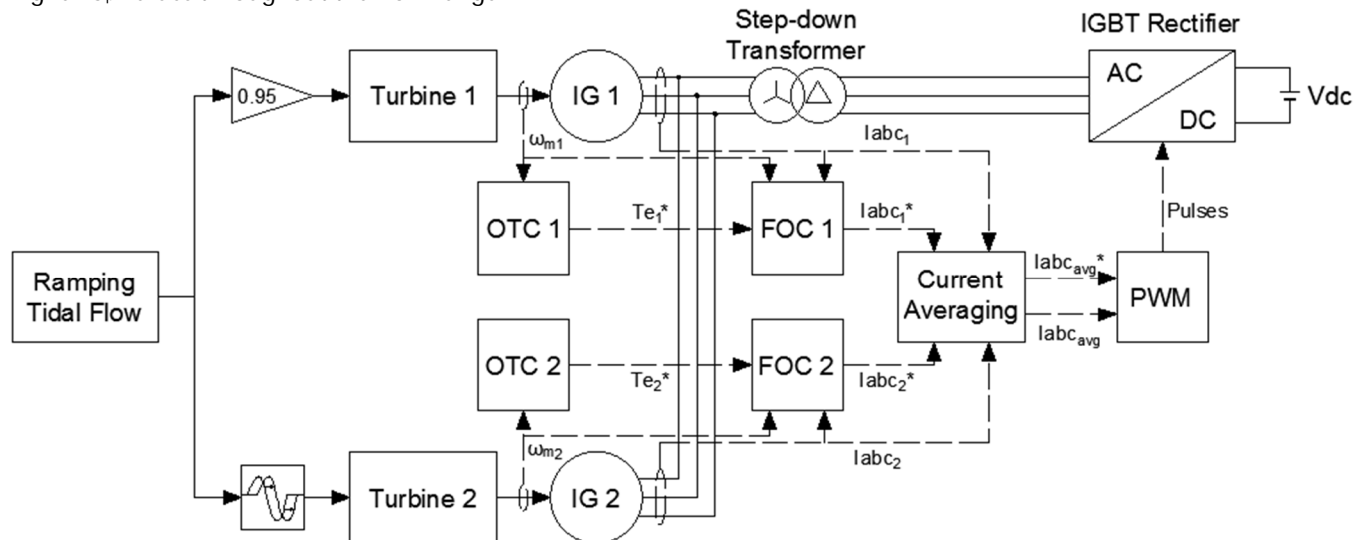 Step-down
Transformer
IGBT Rectifier
0.95
Turbine 1
IG 1
AC
DC
Vdc
ωm1
Iabc1
OTC 1
Te1*
FOC 1
Iabc1*
Pulses
Ramping
Tidal Flow
Current
Averaging
Iabcavg*
PWM
Iabcavg
OTC 2
Te2*
FOC 2
Iabc2*
ωm2
Iabc2
Turbine 2
IG 2